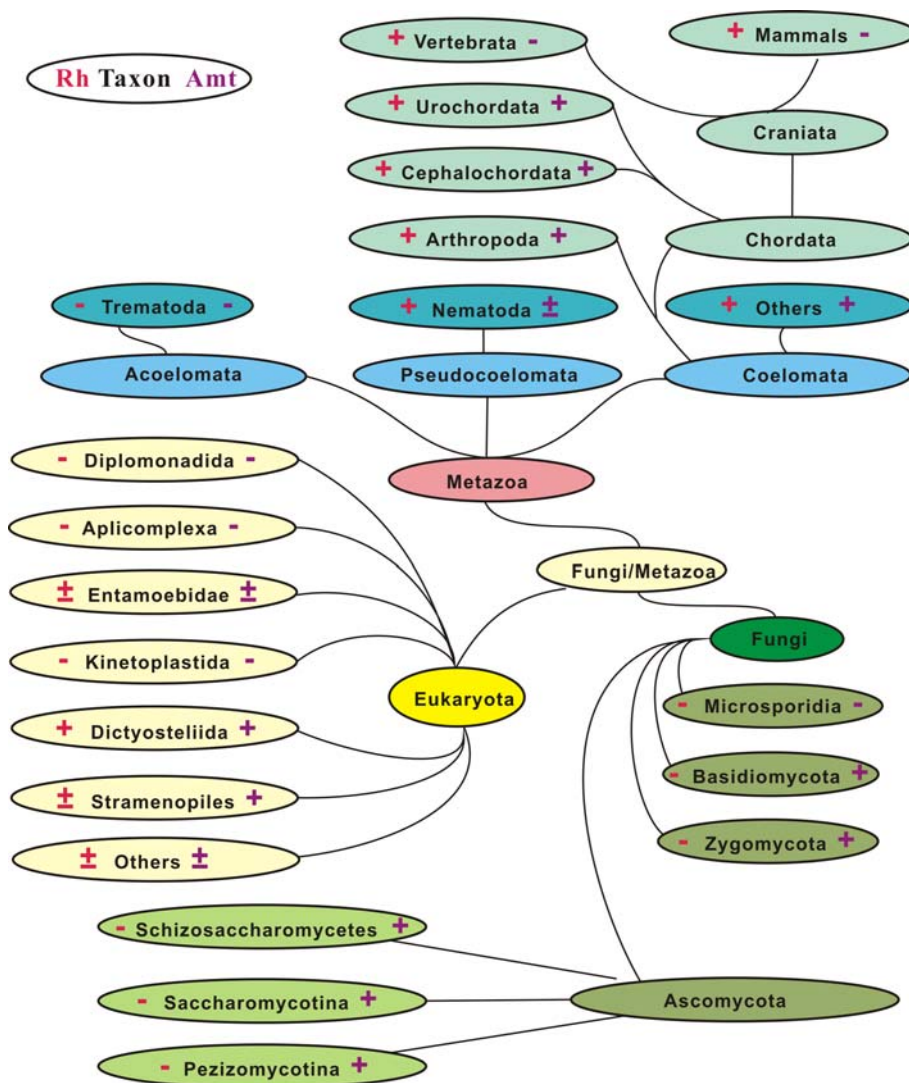 + Vertebrata -
+ Mammals -
Rh Taxon Amt
+ Urochordata +
Craniata
+ Cephalochordata +
+ Arthropoda +
Chordata
- Trematoda -
+ Nematoda ±
+ Others +
Acoelomata
Pseudocoelomata
Coelomata
- Diplomonadida -
Metazoa
- Aplicomplexa -
Fungi/Metazoa
± Entamoebidae ±
Fungi
- Kinetoplastida -
Eukaryota
- Microsporidia -
+ Dictyosteliida +
- Basidiomycota +
± Stramenopiles +
- Zygomycota +
± Others ±
- Schizosaccharomycetes +
- Saccharomycotina +
Ascomycota
- Pezizomycotina +